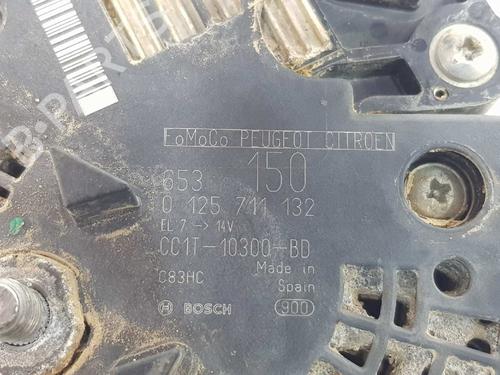 FoMoCo PEUGEOT CITROEN
653 150
0 125 711 132
EL 7 -> 14V
CC1T-10300-BD
C83HC Made in
Spain
BOSCH 900